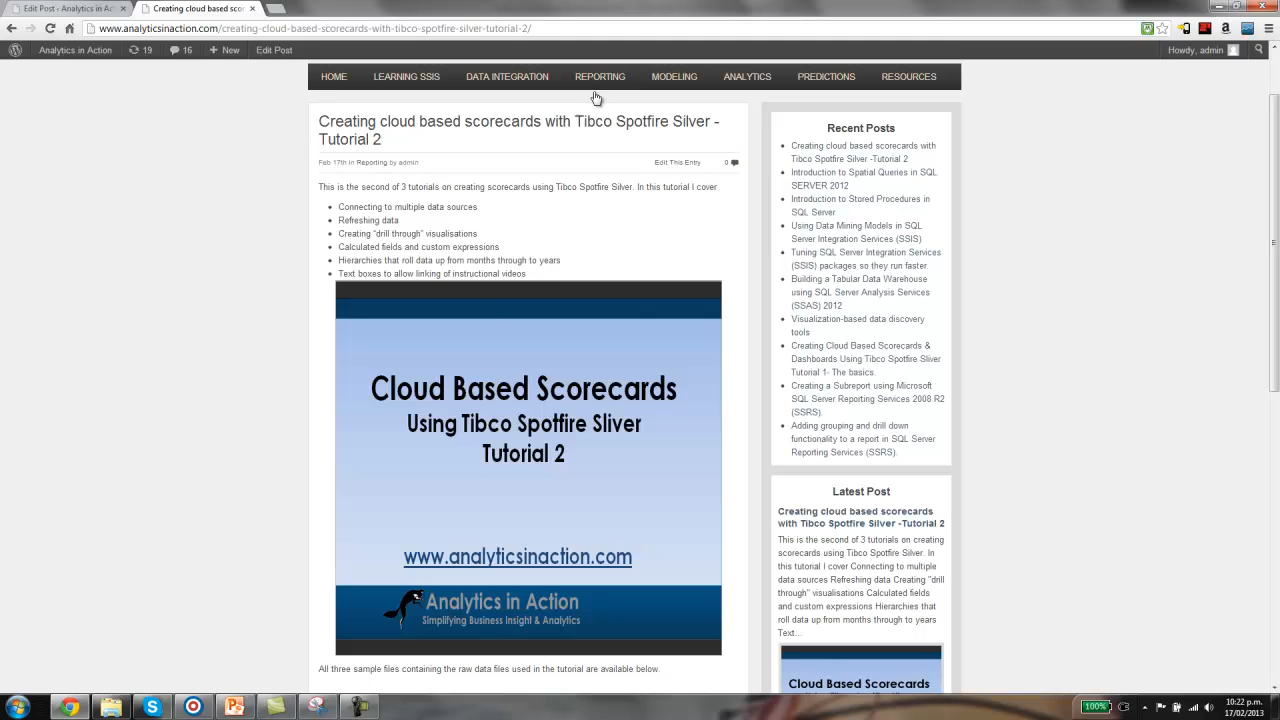 Edit Post ‹ Analytics in A
Creating cloud based scor
www.analyticsinaction.com/creating-cloud-based-scorecards-with-tibco-spotfire-silver-tutorial-2/
Analytics in Action
19
16
+ New
Edit Post
Howdy, admin
HOME
LEARNING SSIS
DATA INTEGRATION
REPORTING
MODELING
ANALYTICS
PREDICTIONS
RESOURCES
Creating cloud based scorecards with Tibco Spotfire Silver -
Tutorial 2
Feb 17th in Reporting by admin
Edit This Entry
0
This is the second of 3 tutorials on creating scorecards using Tibco Spotfire Silver. In this tutorial I cover
Connecting to multiple data sources
Refreshing data
Creating “drill through” visualisations
Calculated fields and custom expressions
Hierarchies that roll data up from months through to years
Text boxes to allow linking of instructional videos
Cloud Based Scorecards
Using Tibco Spotfire Sliver
Tutorial 2
www.analyticsinaction.com
Analytics in Action
Simplifying Business Insight & Analytics
All three sample files containing the raw data files used in the tutorial are available below.
Recent Posts
Creating cloud based scorecards with
Tibco Spotfire Silver -Tutorial 2
Introduction to Spatial Queries in SQL
SERVER 2012
Introduction to Stored Procedures in
SQL Server
Using Data Mining Models in SQL
Server Integration Services (SSIS)
Tuning SQL Server Integration Services
(SSIS) packages so they run faster.
Building a Tabular Data Warehouse
using SQL Server Analysis Services
(SSAS) 2012
Visualization-based data discovery
tools
Creating Cloud Based Scorecards &
Dashboards Using Tibco Spotfire Sliver
Tutorial 1- The basics.
Creating a Subreport using Microsoft
SQL Server Reporting Services 2008 R2
(SSRS).
Adding grouping and drill down
functionality to a report in SQL Server
Reporting Services (SSRS).
Latest Post
Creating cloud based scorecards
with Tibco Spotfire Silver -Tutorial 2
This is the second of 3 tutorials on creating
scorecards using Tibco Spotfire Silver. In
this tutorial I cover Connecting to multiple
data sources Refreshing data Creating “drill
through” visualisations Calculated fields
and custom expressions Hierarchies that
roll data up from months through to years
Text...
Cloud Based Scorecards
100%
10:22 p.m.
17/02/2013